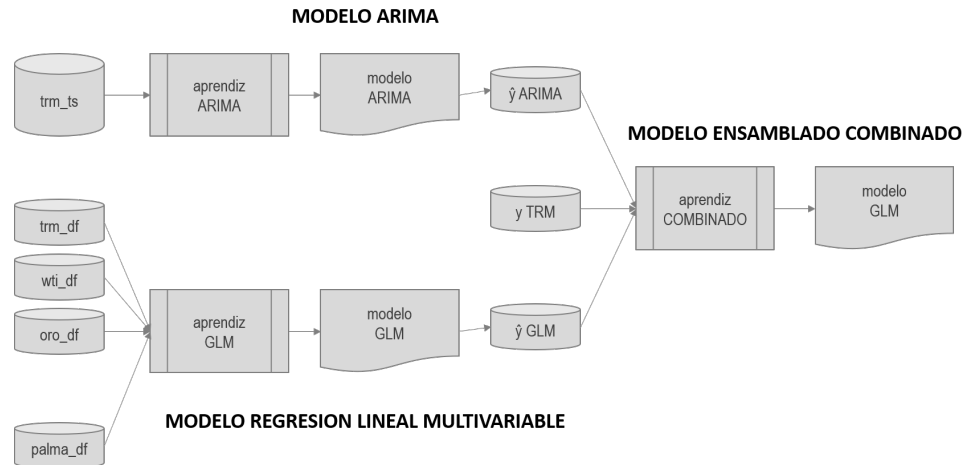 MODELO ARIMA
trm_ts
aprendiz
ARIMA
modelo
ARIMA
ŷ ARIMA
MODELO ENSAMBLADO COMBINADO
y TRM
aprendiz
COMBINADO
modelo
GLM
trm_df
wti_df
oro_df
palma_df
aprendiz
GLM
modelo
GLM
ŷ GLM
MODELO REGRESION LINEAL MULTIVARIABLE